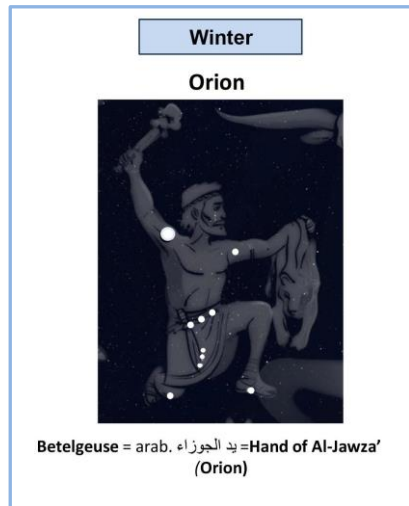 Winter
Orion
Betelgeuse = arab. يد الجوزاء =Hand of Al-Jawza’
(Orion)